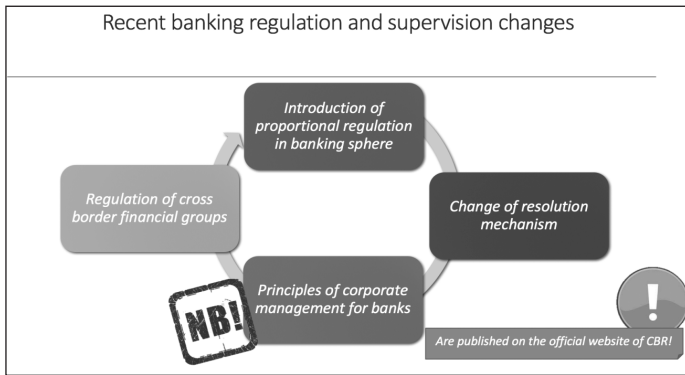 Recent banking regulation and supervision changes
Introduction of
proportional regulation
in banking sphere
Regulation of cross
border financial groups
Change of resolution
mechanism
Principles of corporate
management for banks
NB!
!
Are published on the official website of CBR!